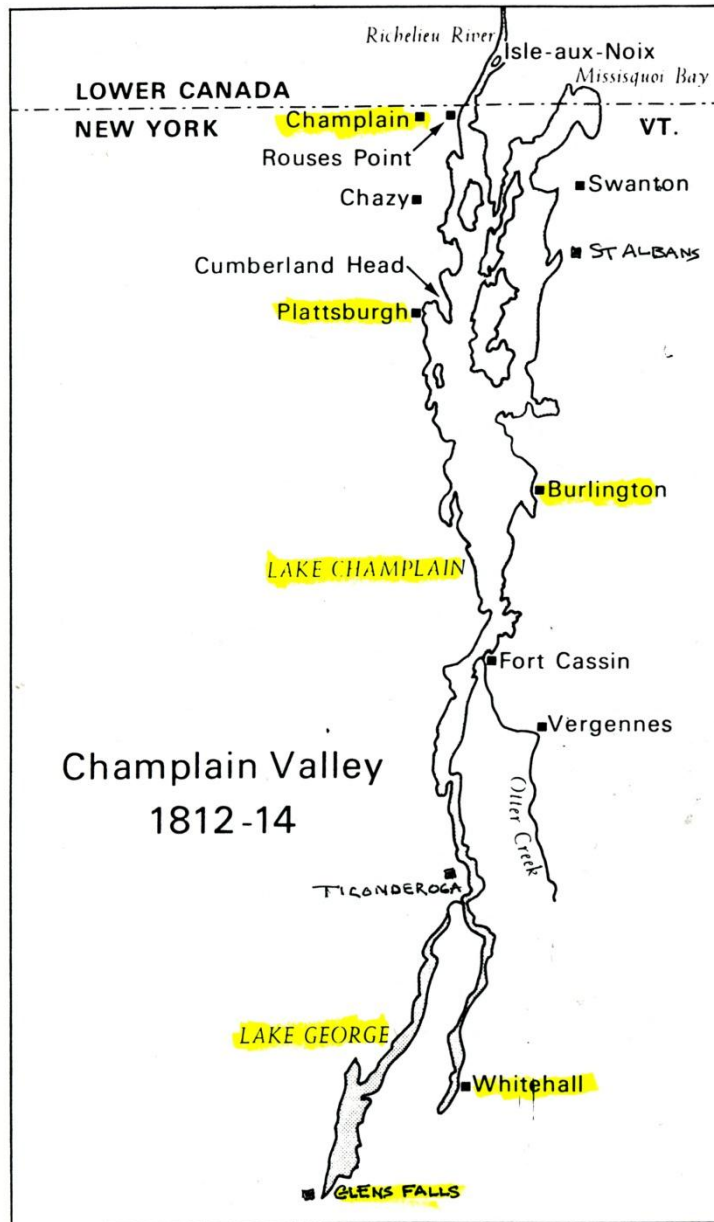 Richelieu River
Isle-aux-Noix
Missisquoi Bay
LOWER CANADA
NEW YORK
Champlain
VT.
Rouses Point
Swanton
Chazy
ST ALBANS
Cumberland Head
Plattsburgh
Burlington
LAKE CHAMPLAIN
Fort Cassin
Vergennes
Champlain Valley
1812-14
Otter Creek
TICONDEROGA
LAKE GEORGE
Whitehall
GLENS FALLS